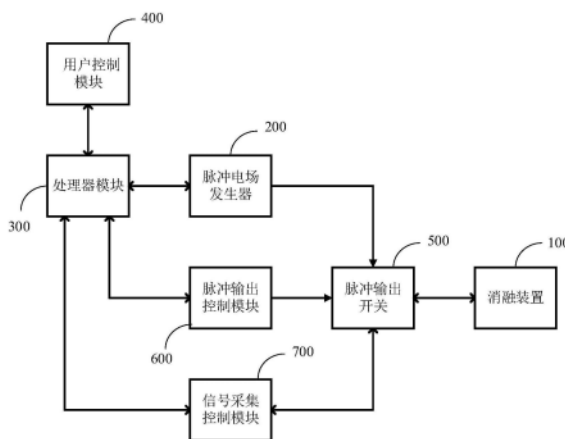 400
用户控制
模块
200
处理器模块
300
脉冲电场
发生器
500
100
脉冲输出
控制模块
600
脉冲输出
开关
消融装置
700
信号采集
控制模块